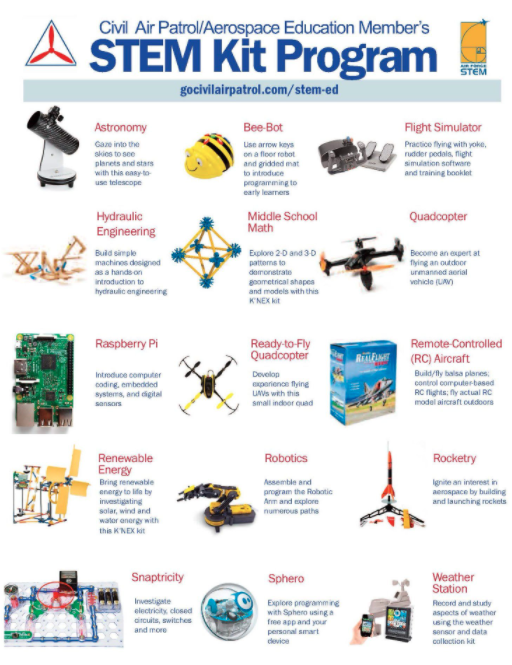 Civil Air Patrol/Aerospace Education Member's
STEM Kit Program
AIR FORCE
STEM
gocivilairpatrol.com/stem-ed
Astronomy
Gaze into the
skies to see
planets and stars
with this easy-to-
use telescope
Bee-Bot
Use arrow keys
on a floor robot
and gridded mat
to introduce
programming to
early learners
Flight Simulator
Practice flying with yoke,
rudder pedals, flight
simulation software
and training booklet
Hydraulic
Engineering
Build simple
machines designed
as a hands-on
introduction to
hydraulic engineering
Middle School
Math
Explore 2-D and 3-D
patterns to
demonstrate
geometrical shapes
and models with this
K'NEX kit
Quadcopter
Become an expert at
flying an outdoor
unmanned aerial
vehicle (UAV)
Raspberry Pi
Introduce computer
coding, embedded
systems, and digital
sensors
Ready-to-Fly
Quadcopter
Develop
experience flying
UAVs with this
small indoor quad
REALFLIGHT
Remote-Controlled
(RC) Aircraft
Build/fly balsa planes;
control computer-based
RC flights; fly actual RC
model aircraft outdoors
Renewable
Energy
Bring renewable
energy to life by
investigating
solar, wind and
water energy with
this K'NEX kit
Robotics
Assemble and
program the Robotic
Arm and explore
numerous paths
Rocketry
Ignite an interest in
aerospace by building
and launching rockets
Snaptricity
Investigate
electricity, closed
circuits, switches
and more
Sphero
Explore programming
with Sphero using a
free app and your
personal smart
device
Weather
Station
Record and study
aspects of weather
using the weather
sensor and data
collection kit